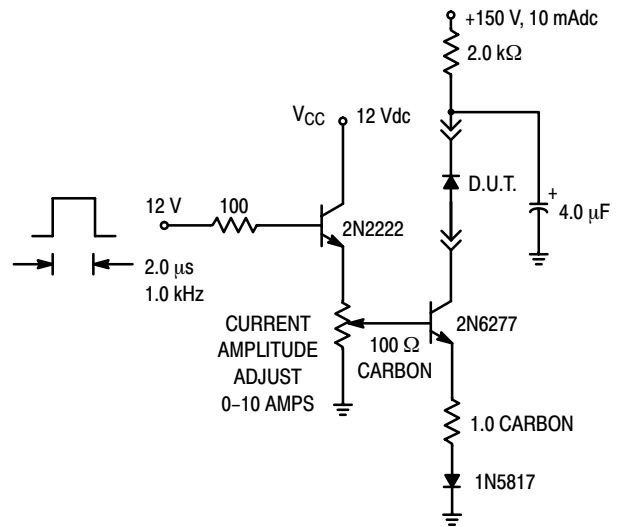 +150 V, 10 mAdc
2.0 kΩ
VCC
12 Vdc
D.U.T.
+
4.0 μF
12 V
100
2N2222
2.0 μs
1.0 kHz
CURRENT
AMPLITUDE
ADJUST
0–10 AMPS
100 Ω
CARBON
2N6277
1.0 CARBON
1N5817